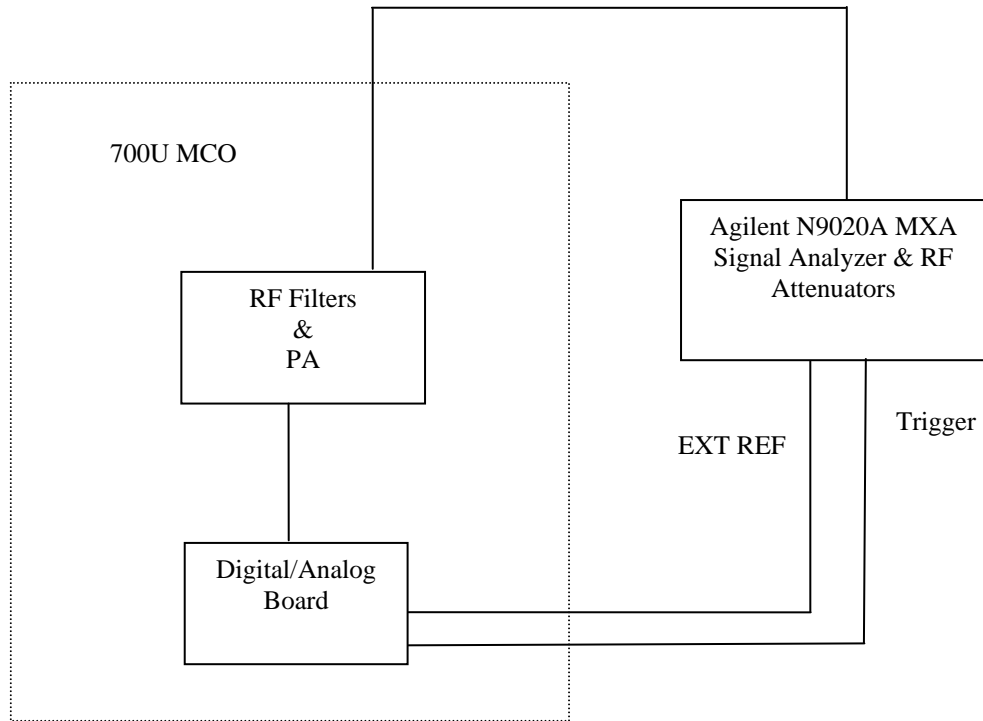 700U MCO
Agilent N9020A MXA
Signal Analyzer & RF
Attenuators
RF Filters
&
PA
EXT REF
Trigger
Digital/Analog
Board